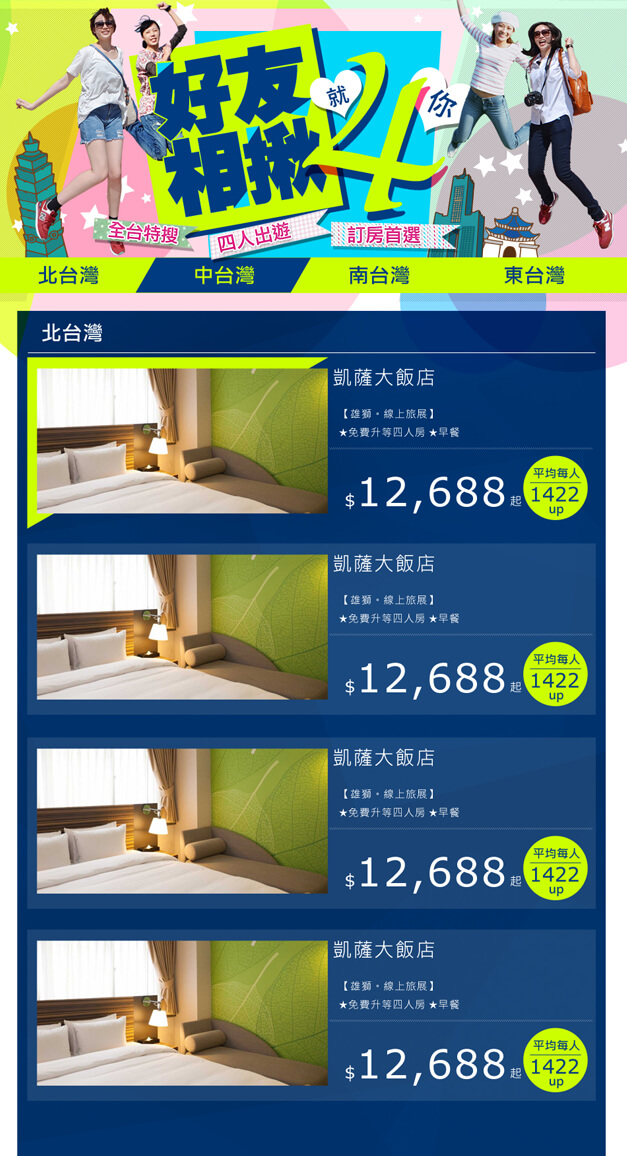 好友
就4你
相揪
全台特搜
四人出遊
訂房首選
北台灣 中台灣 南台灣 東台灣
北台灣
凱薩大飯店
【雄獅・線上旅展】
★免費升等四人房 ★早餐
$12,688起
平均每人
1422
up
凱薩大飯店
【雄獅・線上旅展】
★免費升等四人房 ★早餐
$12,688起
平均每人
1422
up
凱薩大飯店
【雄獅・線上旅展】
★免費升等四人房 ★早餐
$12,688起
平均每人
1422
up
凱薩大飯店
【雄獅・線上旅展】
★免費升等四人房 ★早餐
$12,688起
平均每人
1422
up